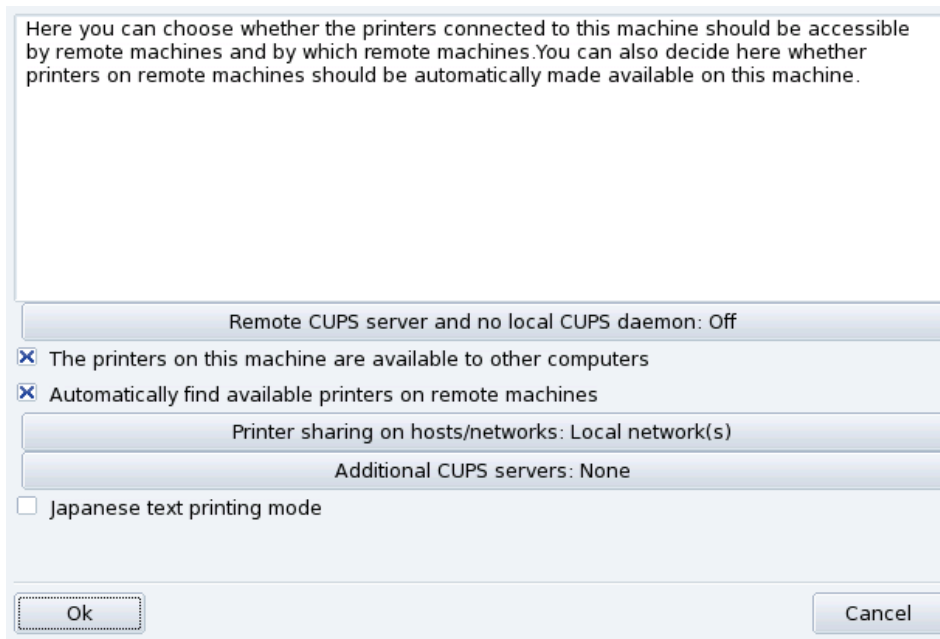 Here you can choose whether the printers connected to this machine should be accessible
by remote machines and by which remote machines.You can also decide here whether
printers on remote machines should be automatically made available on this machine.
Remote CUPS server and no local CUPS daemon: Off
The printers on this machine are available to other computers
Automatically find available printers on remote machines
Printer sharing on hosts/networks: Local network(s)
Additional CUPS servers: None
Japanese text printing mode
Ok
Cancel